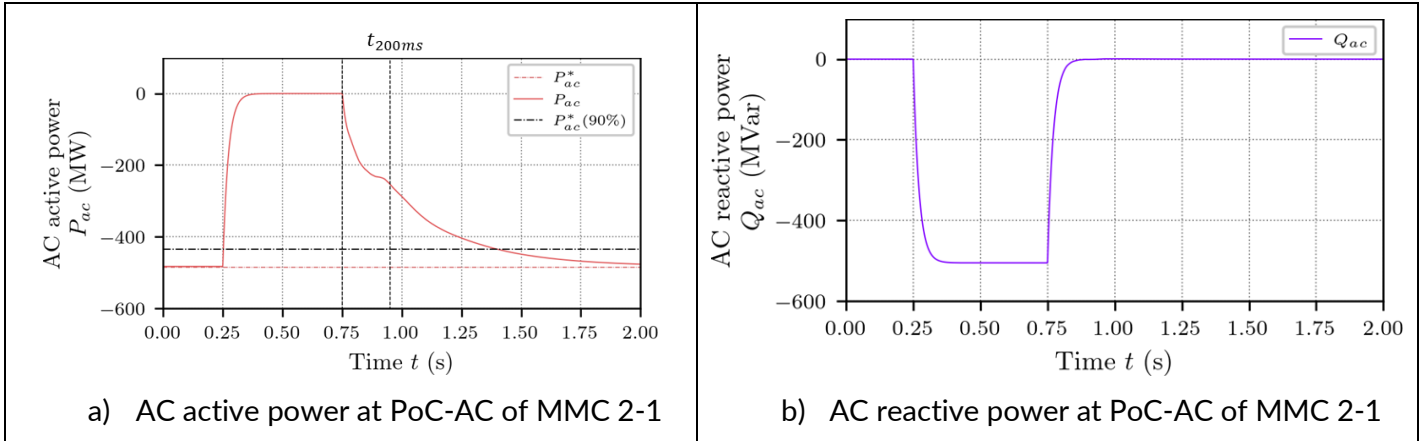 t200ms
P*ac
Pac
P*ac(90%)
0
−200
−400
−600
AC active power
Pac (MW)
0.00 0.25 0.50 0.75 1.00 1.25 1.50 1.75 2.00
Time t (s)
a) AC active power at PoC-AC of MMC 2-1
Qac
0
−200
−400
−600
AC reactive power
Qac (MVar)
0.00 0.25 0.50 0.75 1.00 1.25 1.50 1.75 2.00
Time t (s)
b) AC reactive power at PoC-AC of MMC 2-1